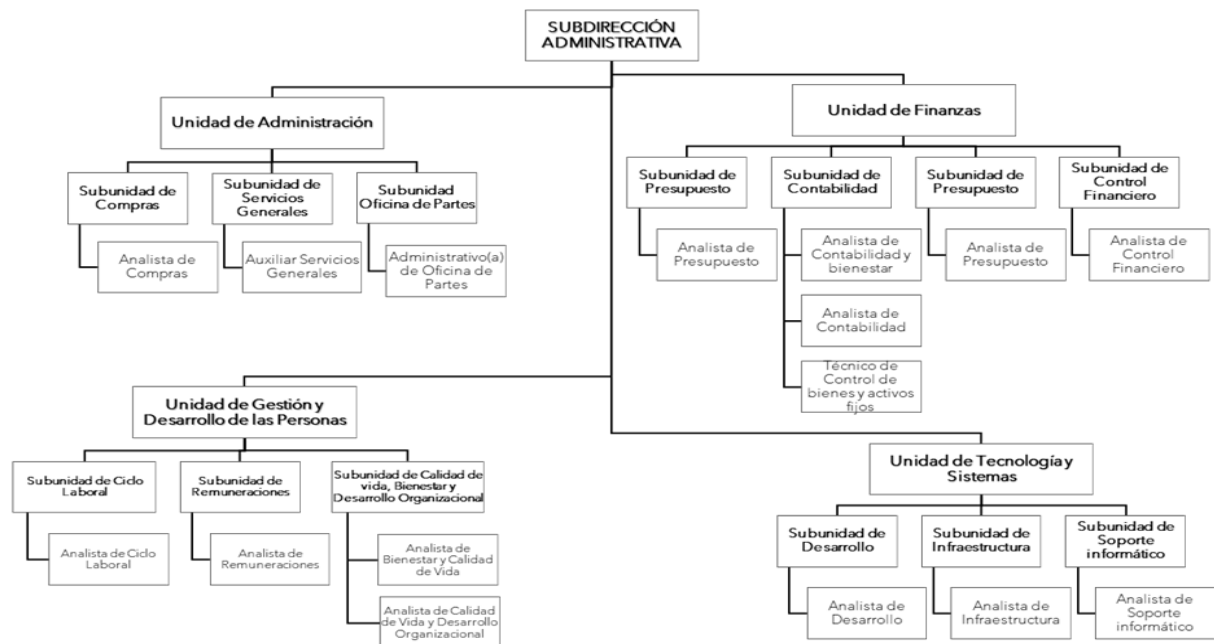 SUBDIRECCIÓN
ADMINISTRATIVA
Unidad de Administración
Subunidad de
Compras
Analista de
Compras
Subunidad de
Servicios
Generales
Auxiliar Servicios
Generales
Subunidad
Oficina de Partes
Administrativo(a)
de Oficina de
Partes
Unidad de Finanzas
Subunidad de
Presupuesto
Analista de
Presupuesto
Subunidad de
Contabilidad
Analista de
Contabilidad y
bienestar
Analista de
Contabilidad
Técnico de
Control de
bienes y activos
fijos
Subunidad de
Presupuesto
Analista de
Presupuesto
Subunidad de
Control
Financiero
Analista de
Control
Financiero
Unidad de Gestión y
Desarrollo de las Personas
Subunidad de Ciclo
Laboral
Analista de Ciclo
Laboral
Subunidad de
Remuneraciones
Analista de
Remuneraciones
Subunidad de Calidad de
vida, Bienestar y
Desarrollo Organizacional
Analista de
Bienestar y Calidad
de Vida
Analista de Calidad
de Vida y Desarrollo
Organizacional
Unidad de Tecnología y
Sistemas
Subunidad de
Desarrollo
Analista de
Desarrollo
Subunidad de
Infraestructura
Analista de
Infraestructura
Subunidad de
Soporte
informático
Analista de
Soporte
informático